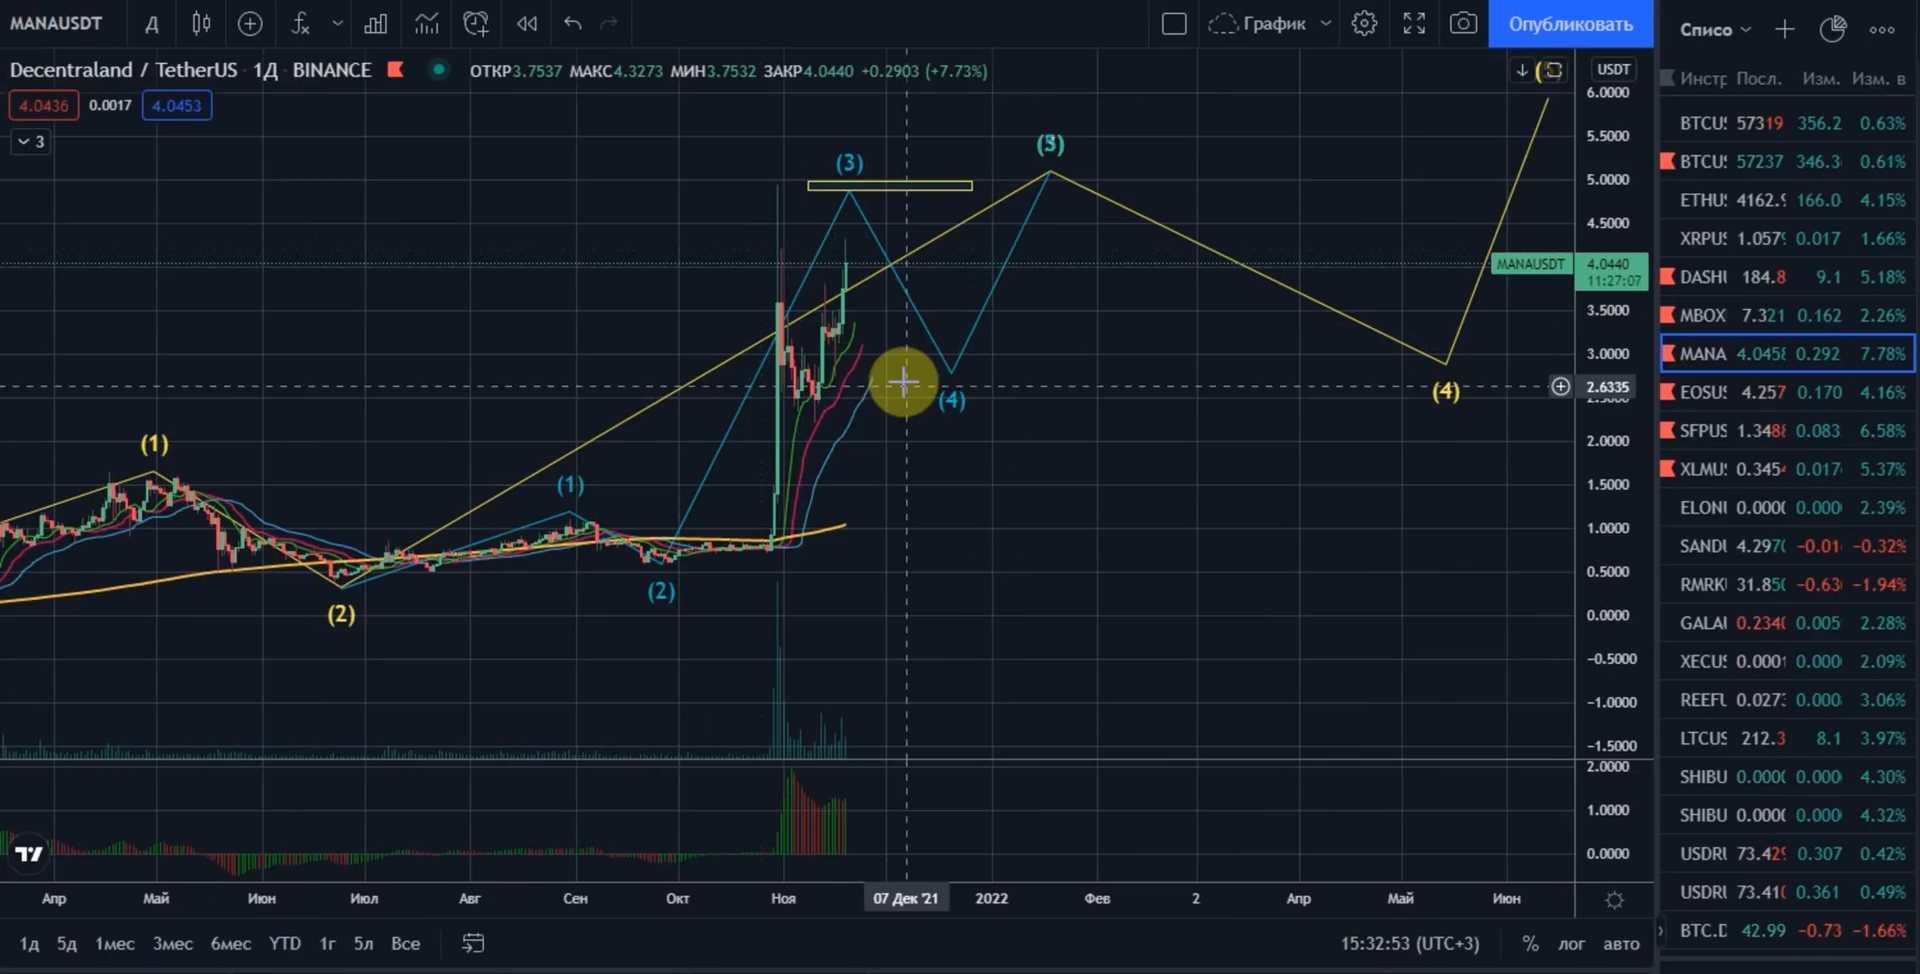 MANAUSDT Д График Опубликовать
Decentraland / TetherUS · 1Д · BINANCE ОТКР3.7537 МАКС4.3273 МИН3.7532 ЗАКР4.0440 +0.2903 (+7.73%)
4.0436 0.0017 4.0453
3
USDT
6.0000
5.5000
5.0000
4.5000
MANAUSDT 4.0440
11:27:07
3.5000
3.0000
2.6335
2.0000
1.5000
1.0000
0.5000
0.0000
−0.5000
−1.0000
−1.5000
2.0000
1.0000
0.0000
(3)
(4)
(1)
(1)
(2)
(2)
(4)
Апр Май Июн Июл Авг Сен Окт Ноя 07 Дек '21 2022 Фев 2 Апр Май Июн
1д 5д 1мес 3мес 6мес YTD 1г 5л Все 15:32:53 (UTC+3) % лог авто
Списо
Инстр Посл. Изм. Изм. в
BTCU 57319 356.2 0.63%
BTCU 57237 346.3 0.61%
ETHU 4162.9 166.0 4.15%
XRPU 1.057 0.017 1.66%
DASH 184.8 9.1 5.18%
MBOX 7.321 0.162 2.26%
MANA 4.0458 0.292 7.78%
EOSU 4.257 0.170 4.16%
SFPUS 1.348 0.083 6.58%
XLMU 0.345 0.017 5.37%
ELON 0.000 0.000 2.39%
SAND 4.297 −0.01 −0.32%
RMRK 31.85 −0.63 −1.94%
GALA 0.234 0.005 2.28%
XECU 0.0001 0.000 2.09%
REEF 0.027 0.000 3.06%
LTCU 212.3 8.1 3.97%
SHIBU 0.000 0.000 4.30%
SHIBU 0.000 0.000 4.32%
USDR 73.429 0.307 0.42%
USDR 73.410 0.361 0.49%
BTC.D 42.99 −0.73 −1.66%